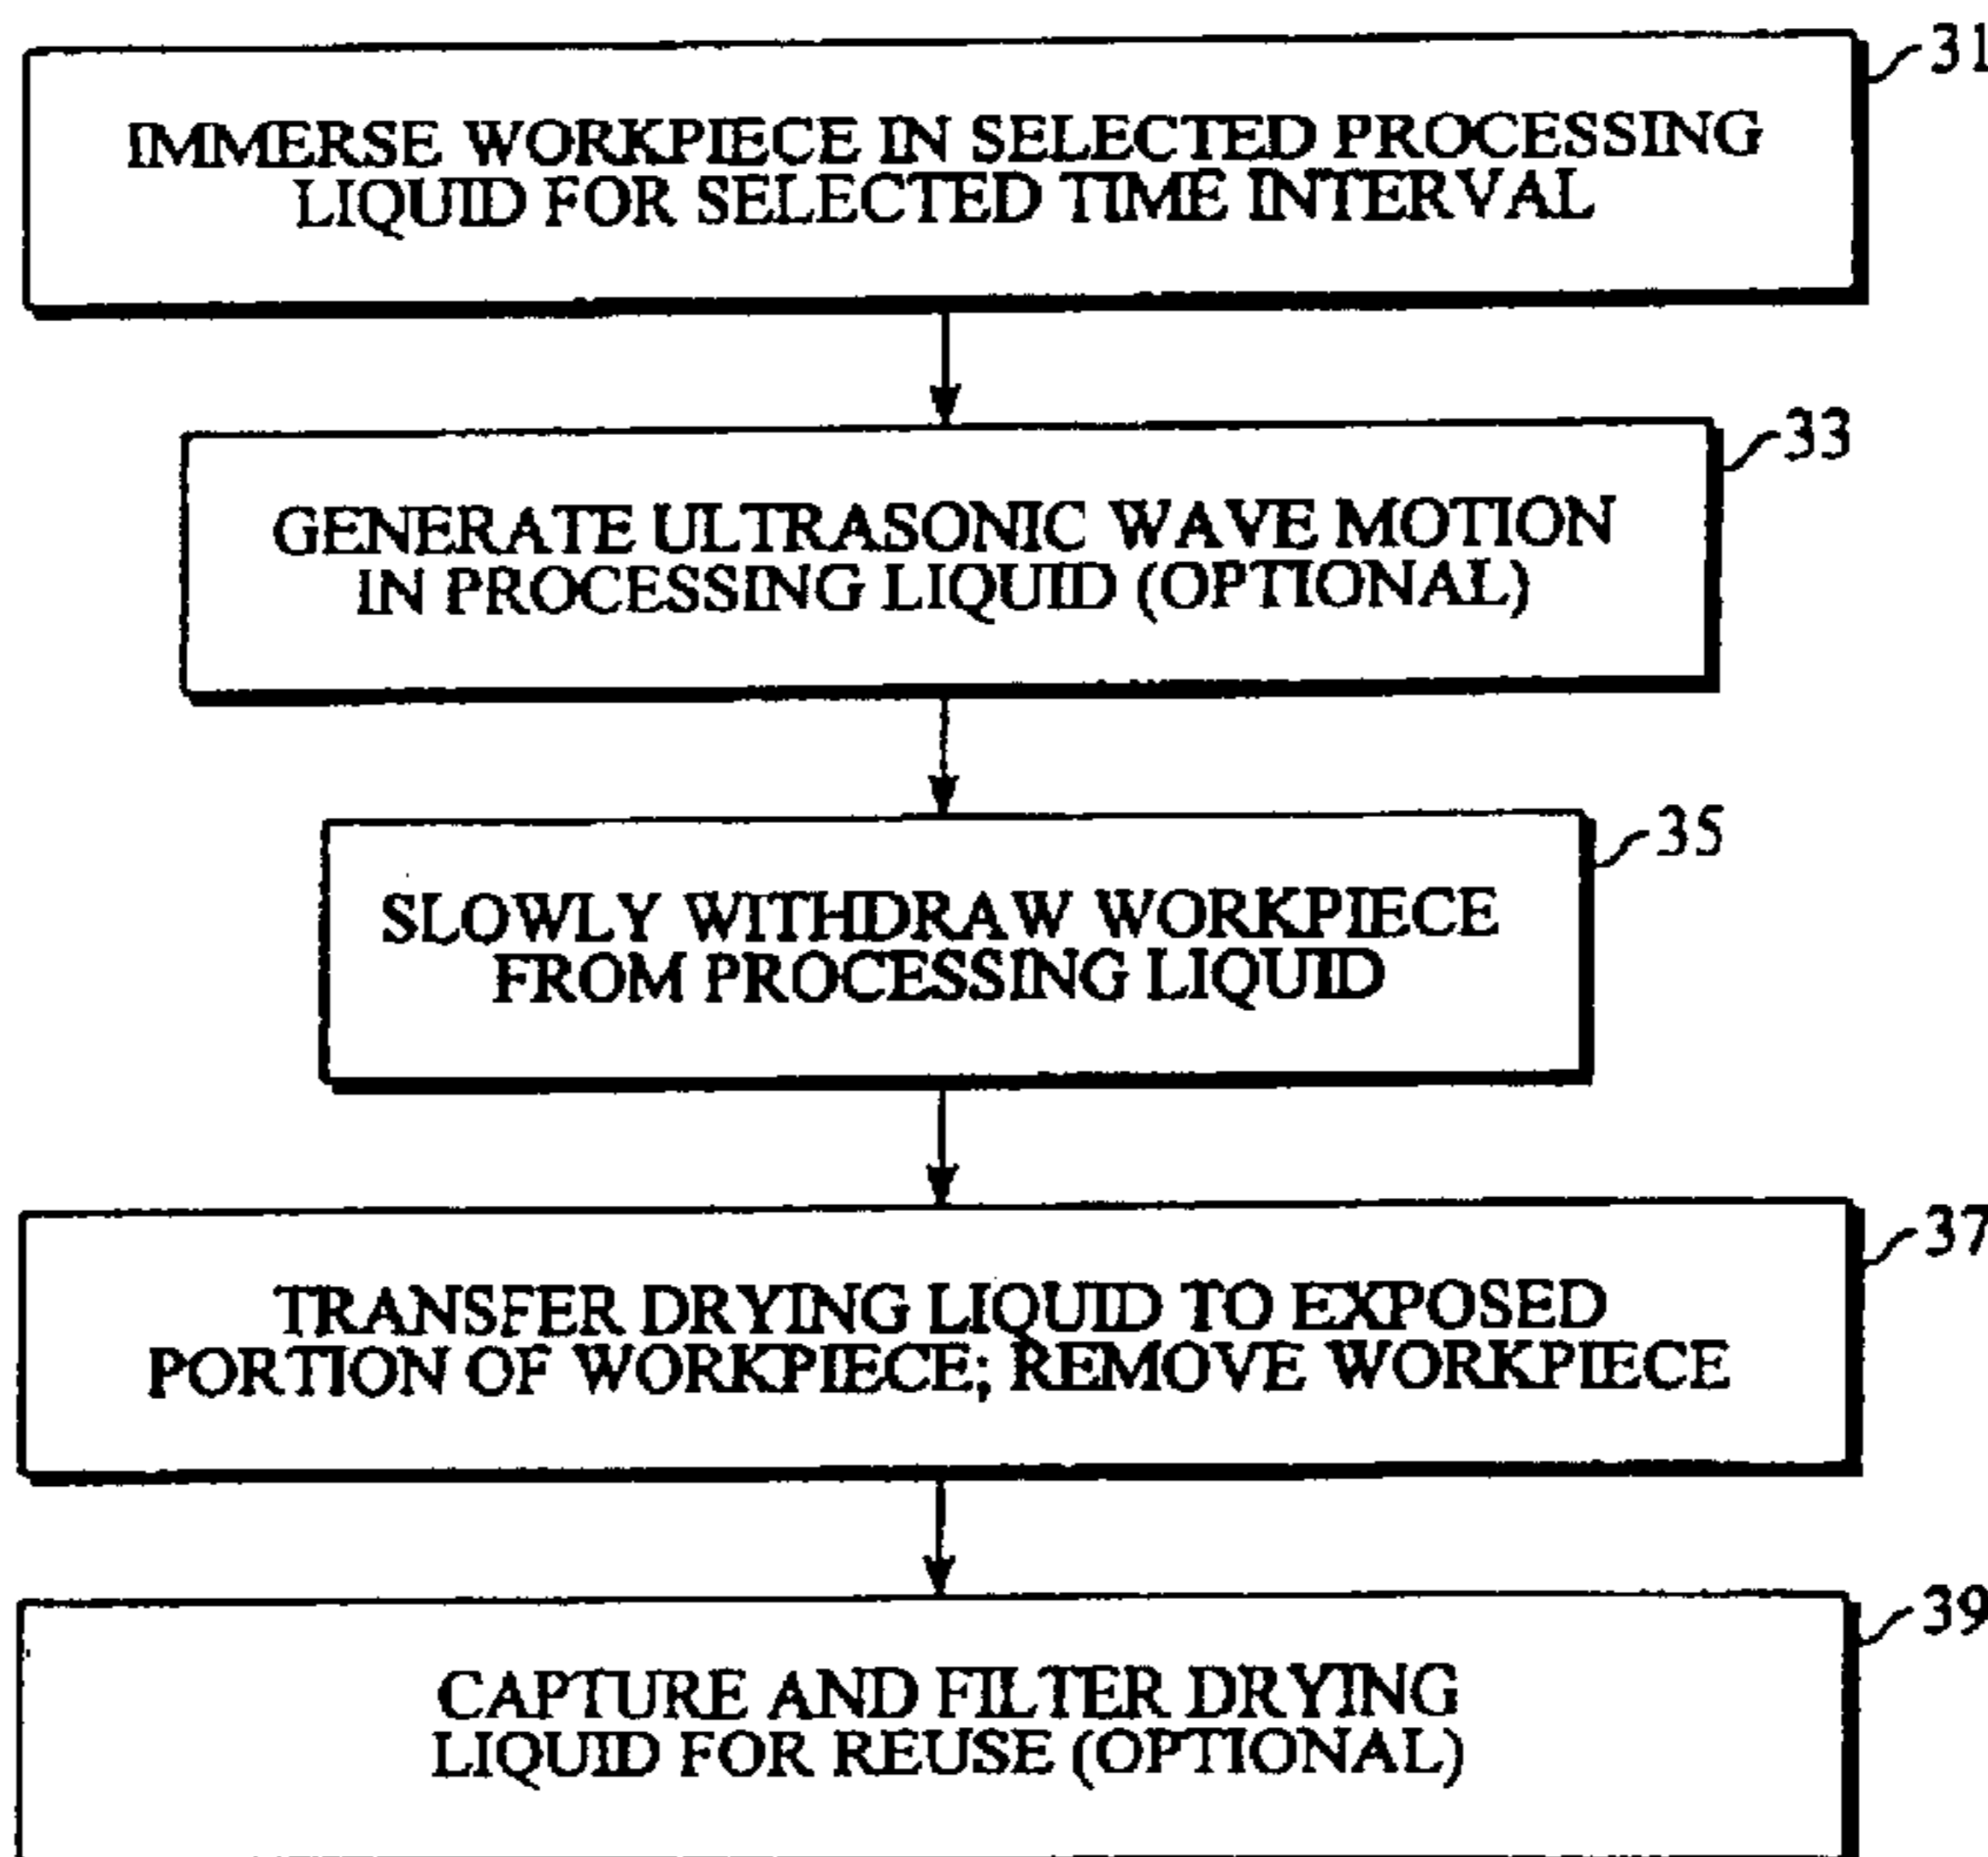 31
IMMERSE WORKPIECE IN SELECTED PROCESSING
LIQUID FOR SELECTED TIME INTERVAL
33
GENERATE ULTRASONIC WAVE MOTION
IN PROCESSING LIQUID (OPTIONAL)
35
SLOWLY WITHDRAW WORKPIECE
FROM PROCESSING LIQUID
37
TRANSFER DRYING LIQUID TO EXPOSED
PORTION OF WORKPIECE; REMOVE WORKPIECE
39
CAPTURE AND FILTER DRYING
LIQUID FOR REUSE (OPTIONAL)